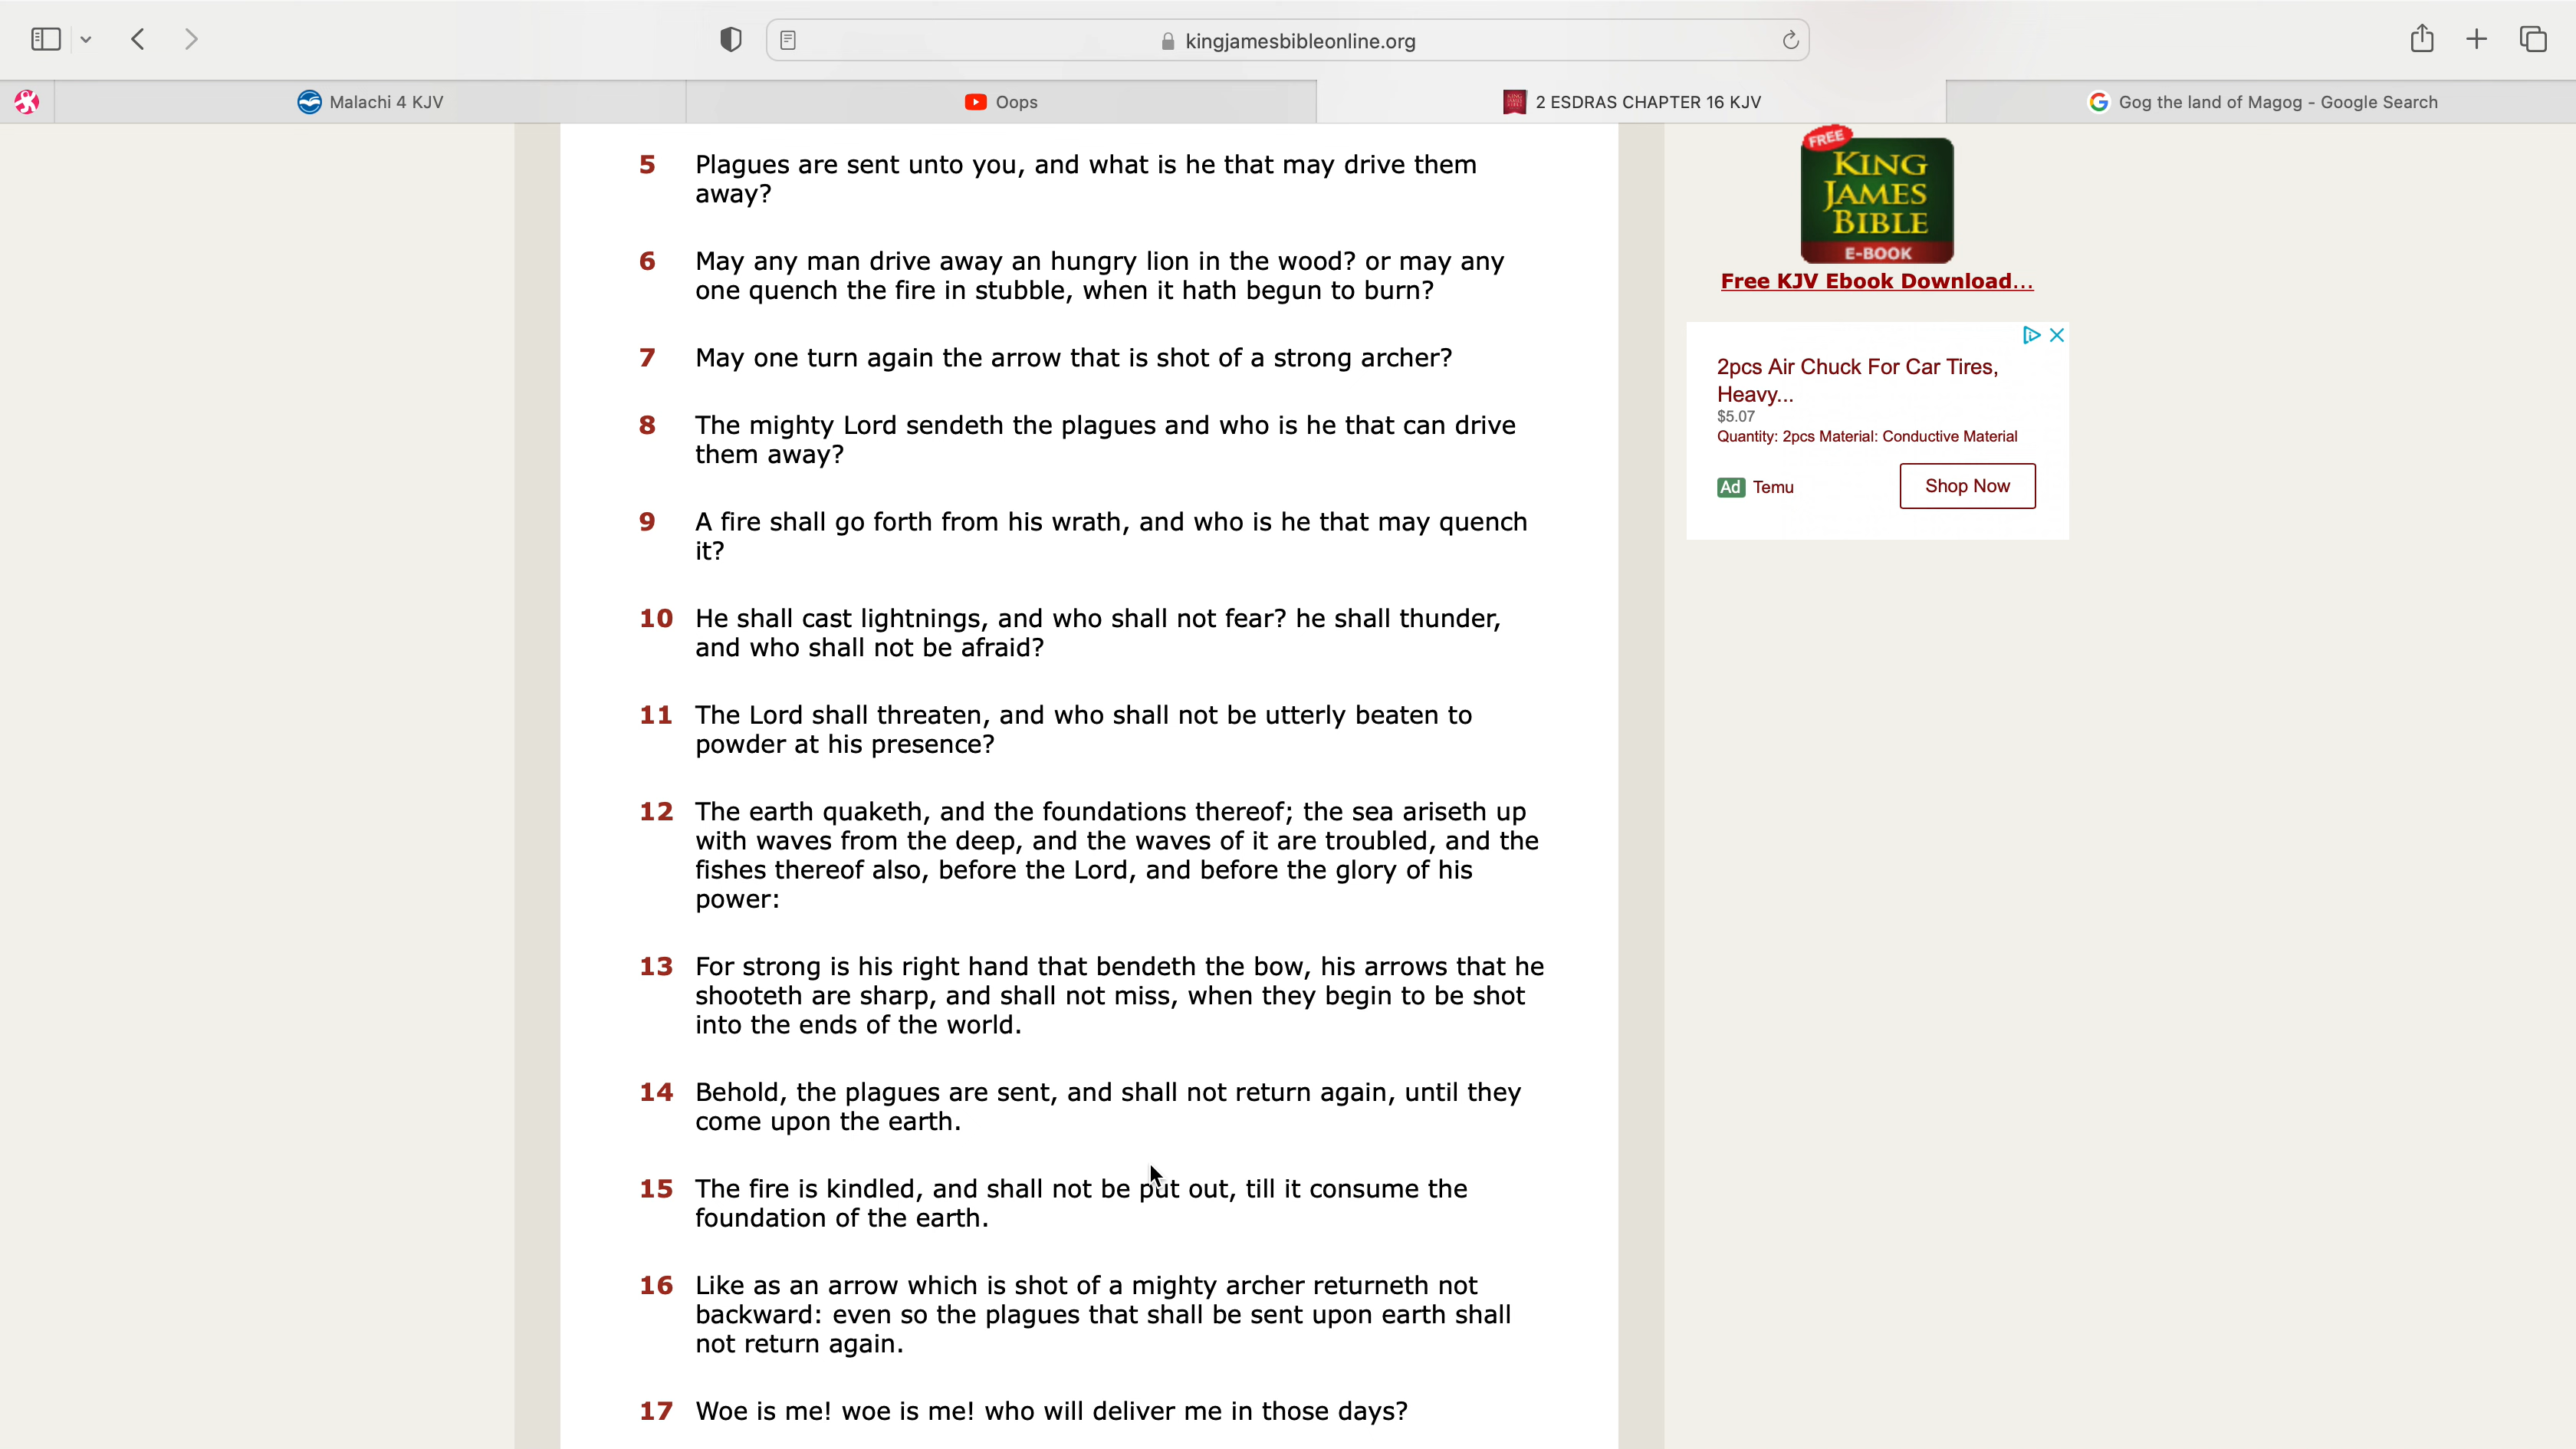 kingjamesbibleonline.org
Malachi 4 KJV
Oops
2 ESDRAS CHAPTER 16 KJV
Gog the land of Magog - Google Search
5 Plagues are sent unto you, and what is he that may drive them
away?
6 May any man drive away an hungry lion in the wood? or may any
one quench the fire in stubble, when it hath begun to burn?
7 May one turn again the arrow that is shot of a strong archer?
8 The mighty Lord sendeth the plagues and who is he that can drive
them away?
9 A fire shall go forth from his wrath, and who is he that may quench
it?
10 He shall cast lightnings, and who shall not fear? he shall thunder,
and who shall not be afraid?
11 The Lord shall threaten, and who shall not be utterly beaten to
powder at his presence?
12 The earth quaketh, and the foundations thereof; the sea ariseth up
with waves from the deep, and the waves of it are troubled, and the
fishes thereof also, before the Lord, and before the glory of his
power:
13 For strong is his right hand that bendeth the bow, his arrows that he
shooteth are sharp, and shall not miss, when they begin to be shot
into the ends of the world.
14 Behold, the plagues are sent, and shall not return again, until they
come upon the earth.
15 The fire is kindled, and shall not be put out, till it consume the
foundation of the earth.
16 Like as an arrow which is shot of a mighty archer returneth not
backward: even so the plagues that shall be sent upon earth shall
not return again.
17 Woe is me! woe is me! who will deliver me in those days?
FREE
KING
JAMES
BIBLE
E-BOOK
Free KJV Ebook Download...
2pcs Air Chuck For Car Tires,
Heavy...
$5.07
Quantity: 2pcs Material: Conductive Material
Ad Temu
Shop Now